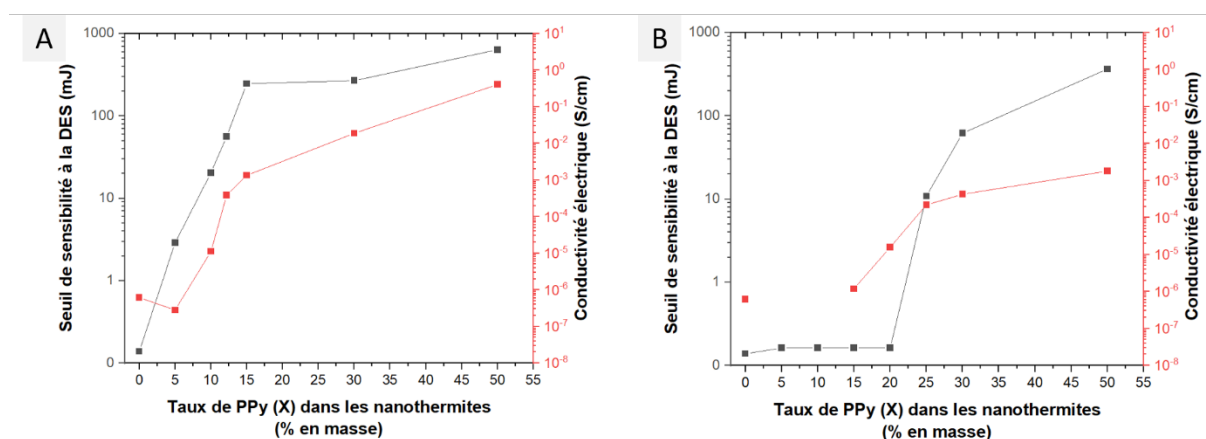 A
Seuil de sensibilité à la DES (mJ)
1000
100
10
1
0
10¹
10⁰
10⁻¹
10⁻²
10⁻³
10⁻⁴
10⁻⁵
10⁻⁶
10⁻⁷
10⁻⁸
Conductivité électrique (S/cm)
0 5 10 15 20 25 30 35 40 45 50 55
Taux de PPy (X) dans les nanothermites
(% en masse)
B
Seuil de sensibilité à la DES (mJ)
1000
100
10
1
0
10¹
10⁰
10⁻¹
10⁻²
10⁻³
10⁻⁴
10⁻⁵
10⁻⁶
10⁻⁷
10⁻⁸
Conductivité électrique (S/cm)
0 5 10 15 20 25 30 35 40 45 50 55
Taux de PPy (X) dans les nanothermites
(% en masse)